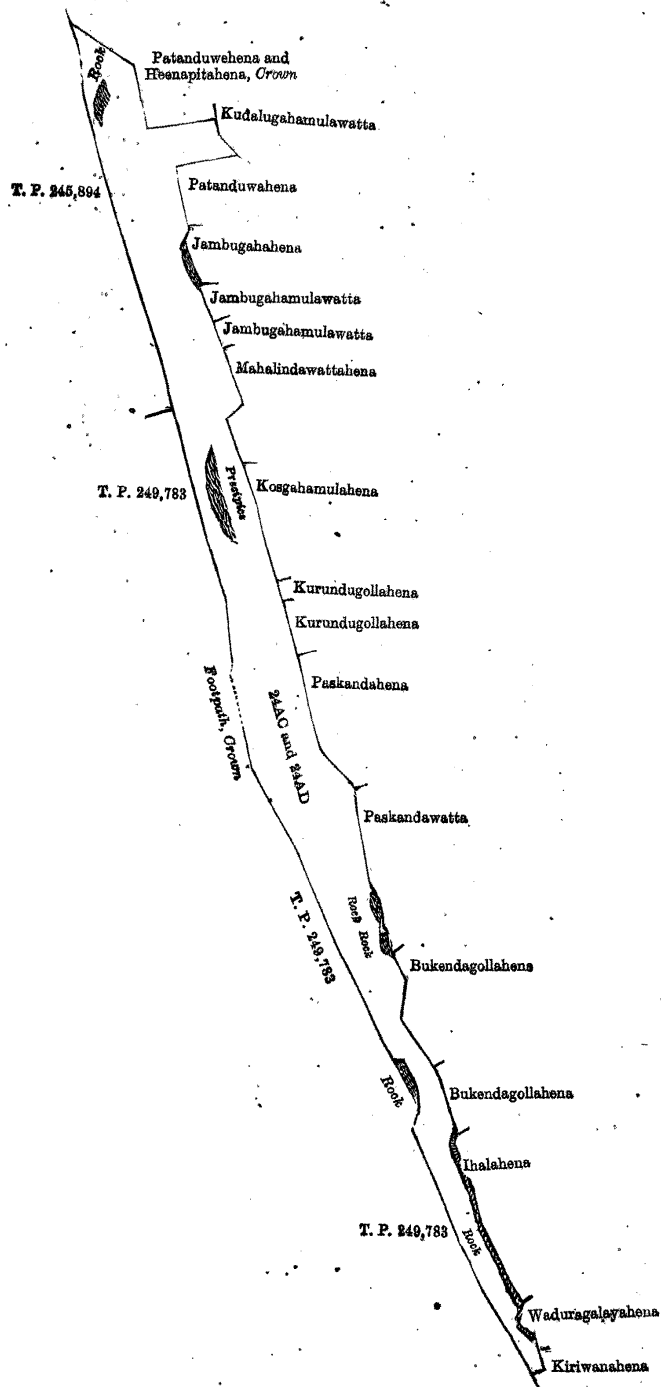 Rock
Patanduwehena and
Heenapitahena, Crown
Kudalugahamulawatta
T. P. 245,894
Patanduwahena
Jambugahahena
Jambugahamulawatta
Jambugahamulawatta
Mahalindawattahena
T. P. 249,783
Precipice
Kosgahamulahena
Kurundugollahena
Kurundugollahena
Footpath, Crown
Paskandahena
24AC and 24AD
Paskandawatta
T. P. 249,783
Rock
Rock
Bukendagollahena
Rock
Bukendagollahena
Ihalahena
T. P. 249,783
Rock
Waduragalayahena
Kiriwanahena